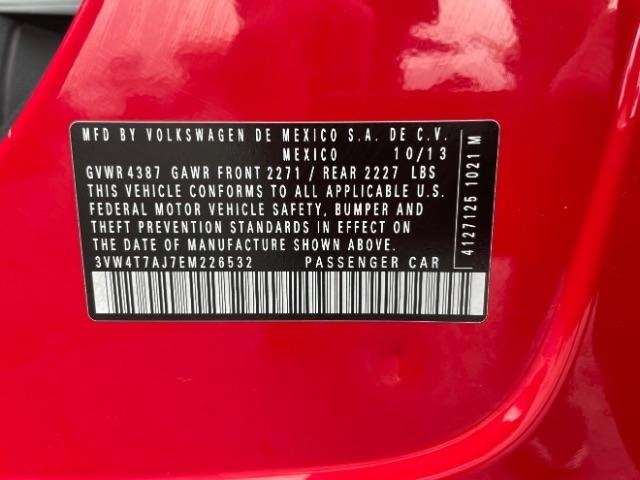 MFD BY VOLKSWAGEN DE MEXICO S.A. DE C.V.
MEXICO 10/13
GVWR 4387 GAWR FRONT 2271 / REAR 2227 LBS
THIS VEHICLE CONFORMS TO ALL APPLICABLE U.S.
FEDERAL MOTOR VEHICLE SAFETY, BUMPER AND
THEFT PREVENTION STANDARDS IN EFFECT ON
THE DATE OF MANUFACTURE SHOWN ABOVE.
3VW4T7AJ7EM226532 PASSENGER CAR
4127125 1021 M